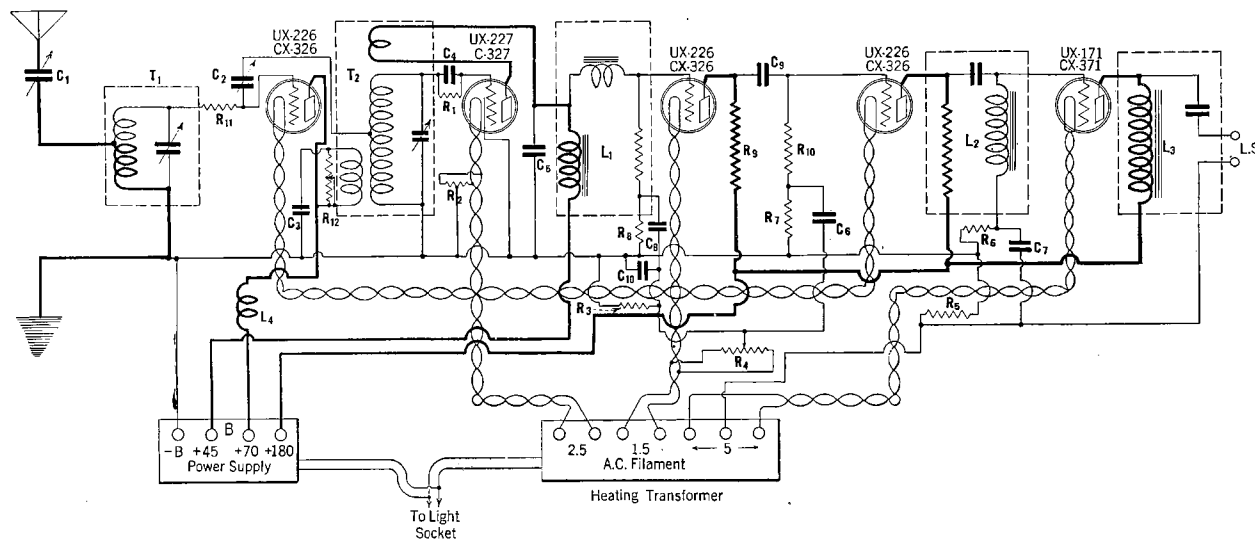 UX-226
CX-326
UX-227
C-327
UX-226
CX-326
UX-226
CX-326
UX-171
CX-371
C1
T1
C2
R11
T2
C4
R1
C3
R12
R2
C5
L1
R8
C8
C10
R3
R9
C9
R10
R7
C6
R4
L2
R6
C7
R5
L3
L.S.
L4
B
-B +45 +70 +180
Power Supply
2.5 1.5 ← 5 →
A.C. Filament
Heating Transformer
To Light
Socket